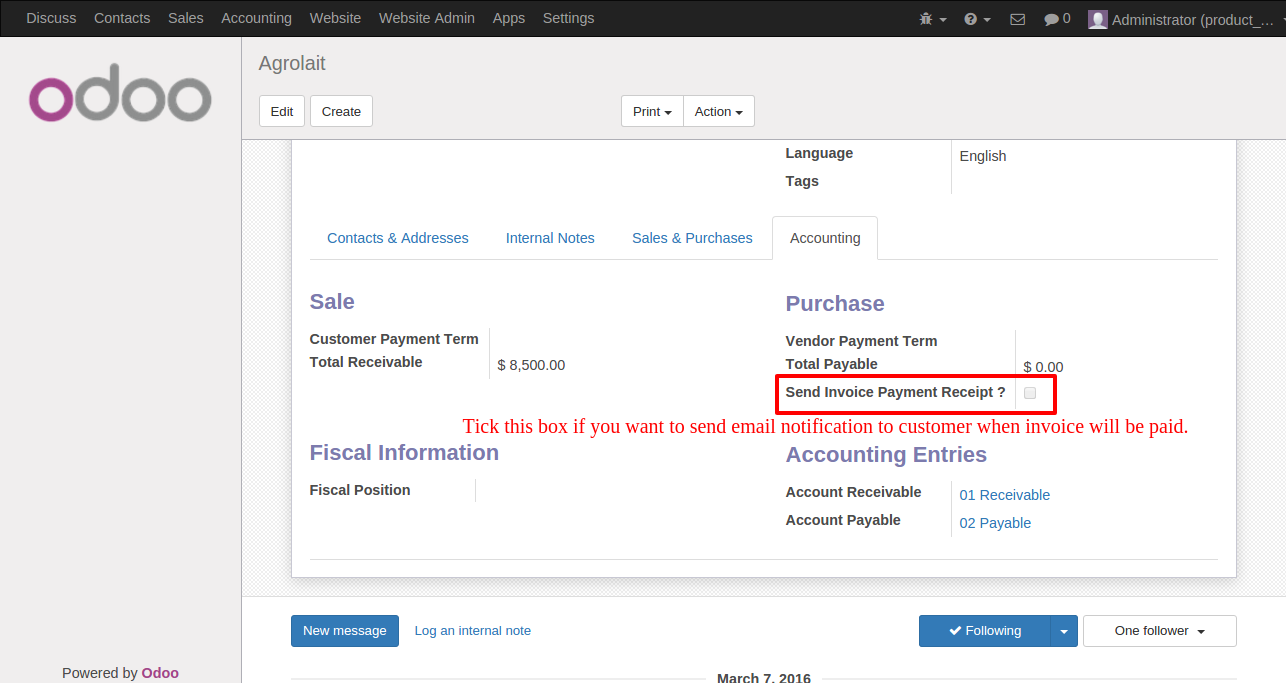 Discuss Contacts Sales Accounting Website Website Admin Apps Settings 0 Administrator (product_...
odoo
Agrolait
Edit Create Print Action
Language English
Tags
Contacts & Addresses Internal Notes Sales & Purchases Accounting
Sale
Customer Payment Term
Total Receivable $ 8,500.00
Purchase
Vendor Payment Term
Total Payable $ 0.00
Send Invoice Payment Receipt ?
Tick this box if you want to send email notification to customer when invoice will be paid.
Fiscal Information
Fiscal Position
Accounting Entries
Account Receivable 01 Receivable
Account Payable 02 Payable
New message Log an internal note Following One follower
Powered by Odoo
March 7, 2016